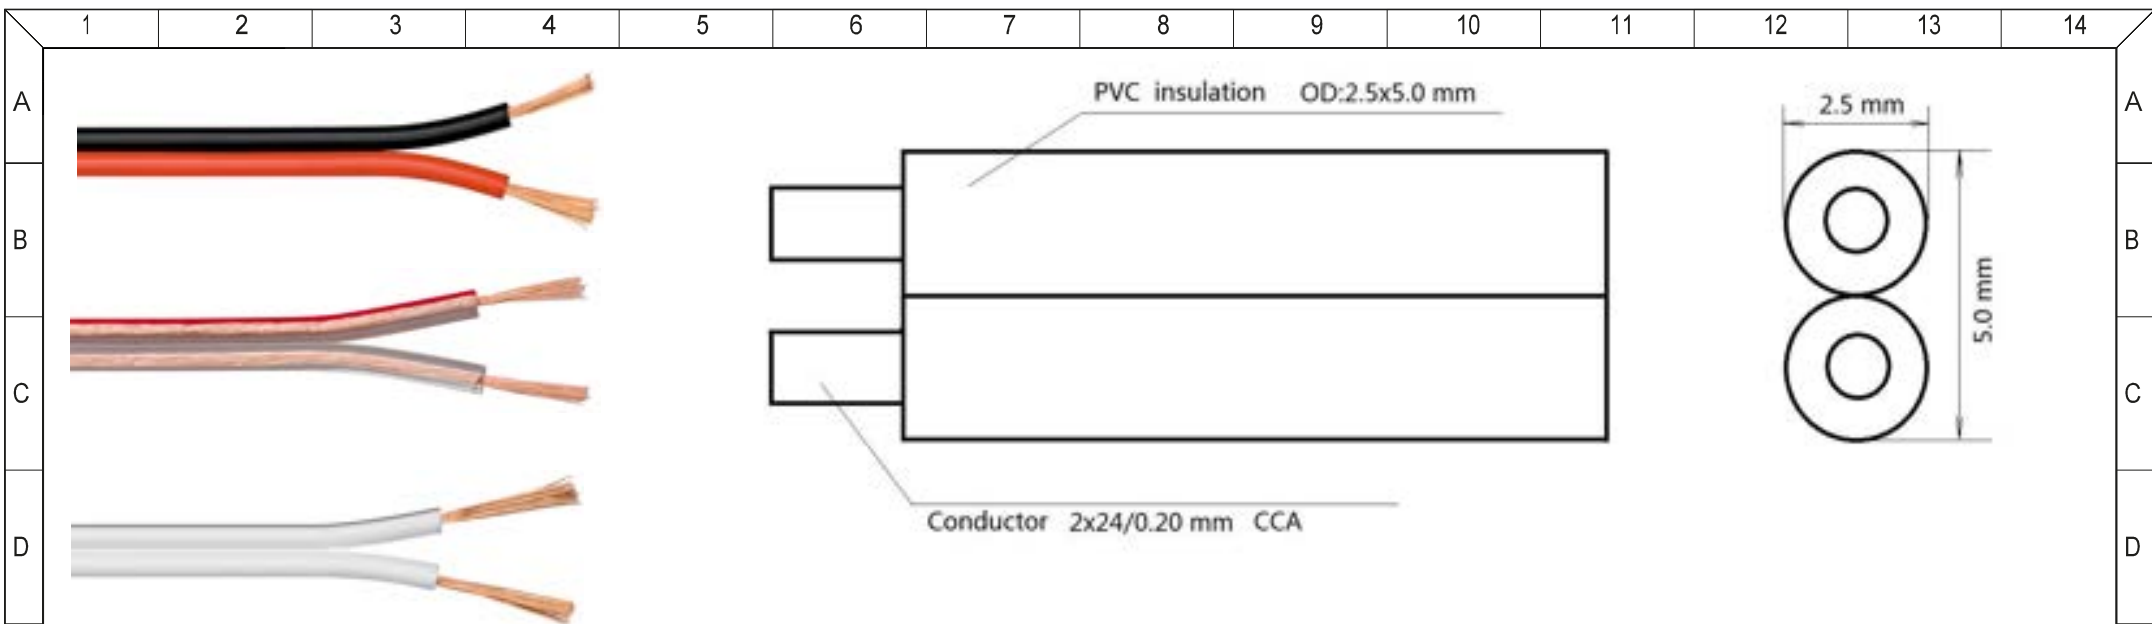 1 2 3 4 5 6 7 8 9 10 11 12 13 14
A A
PVC insulation OD:2.5x5.0 mm
2.5 mm
B B
5.0 mm
C C
Conductor 2x24/0.20 mm CCA
D D